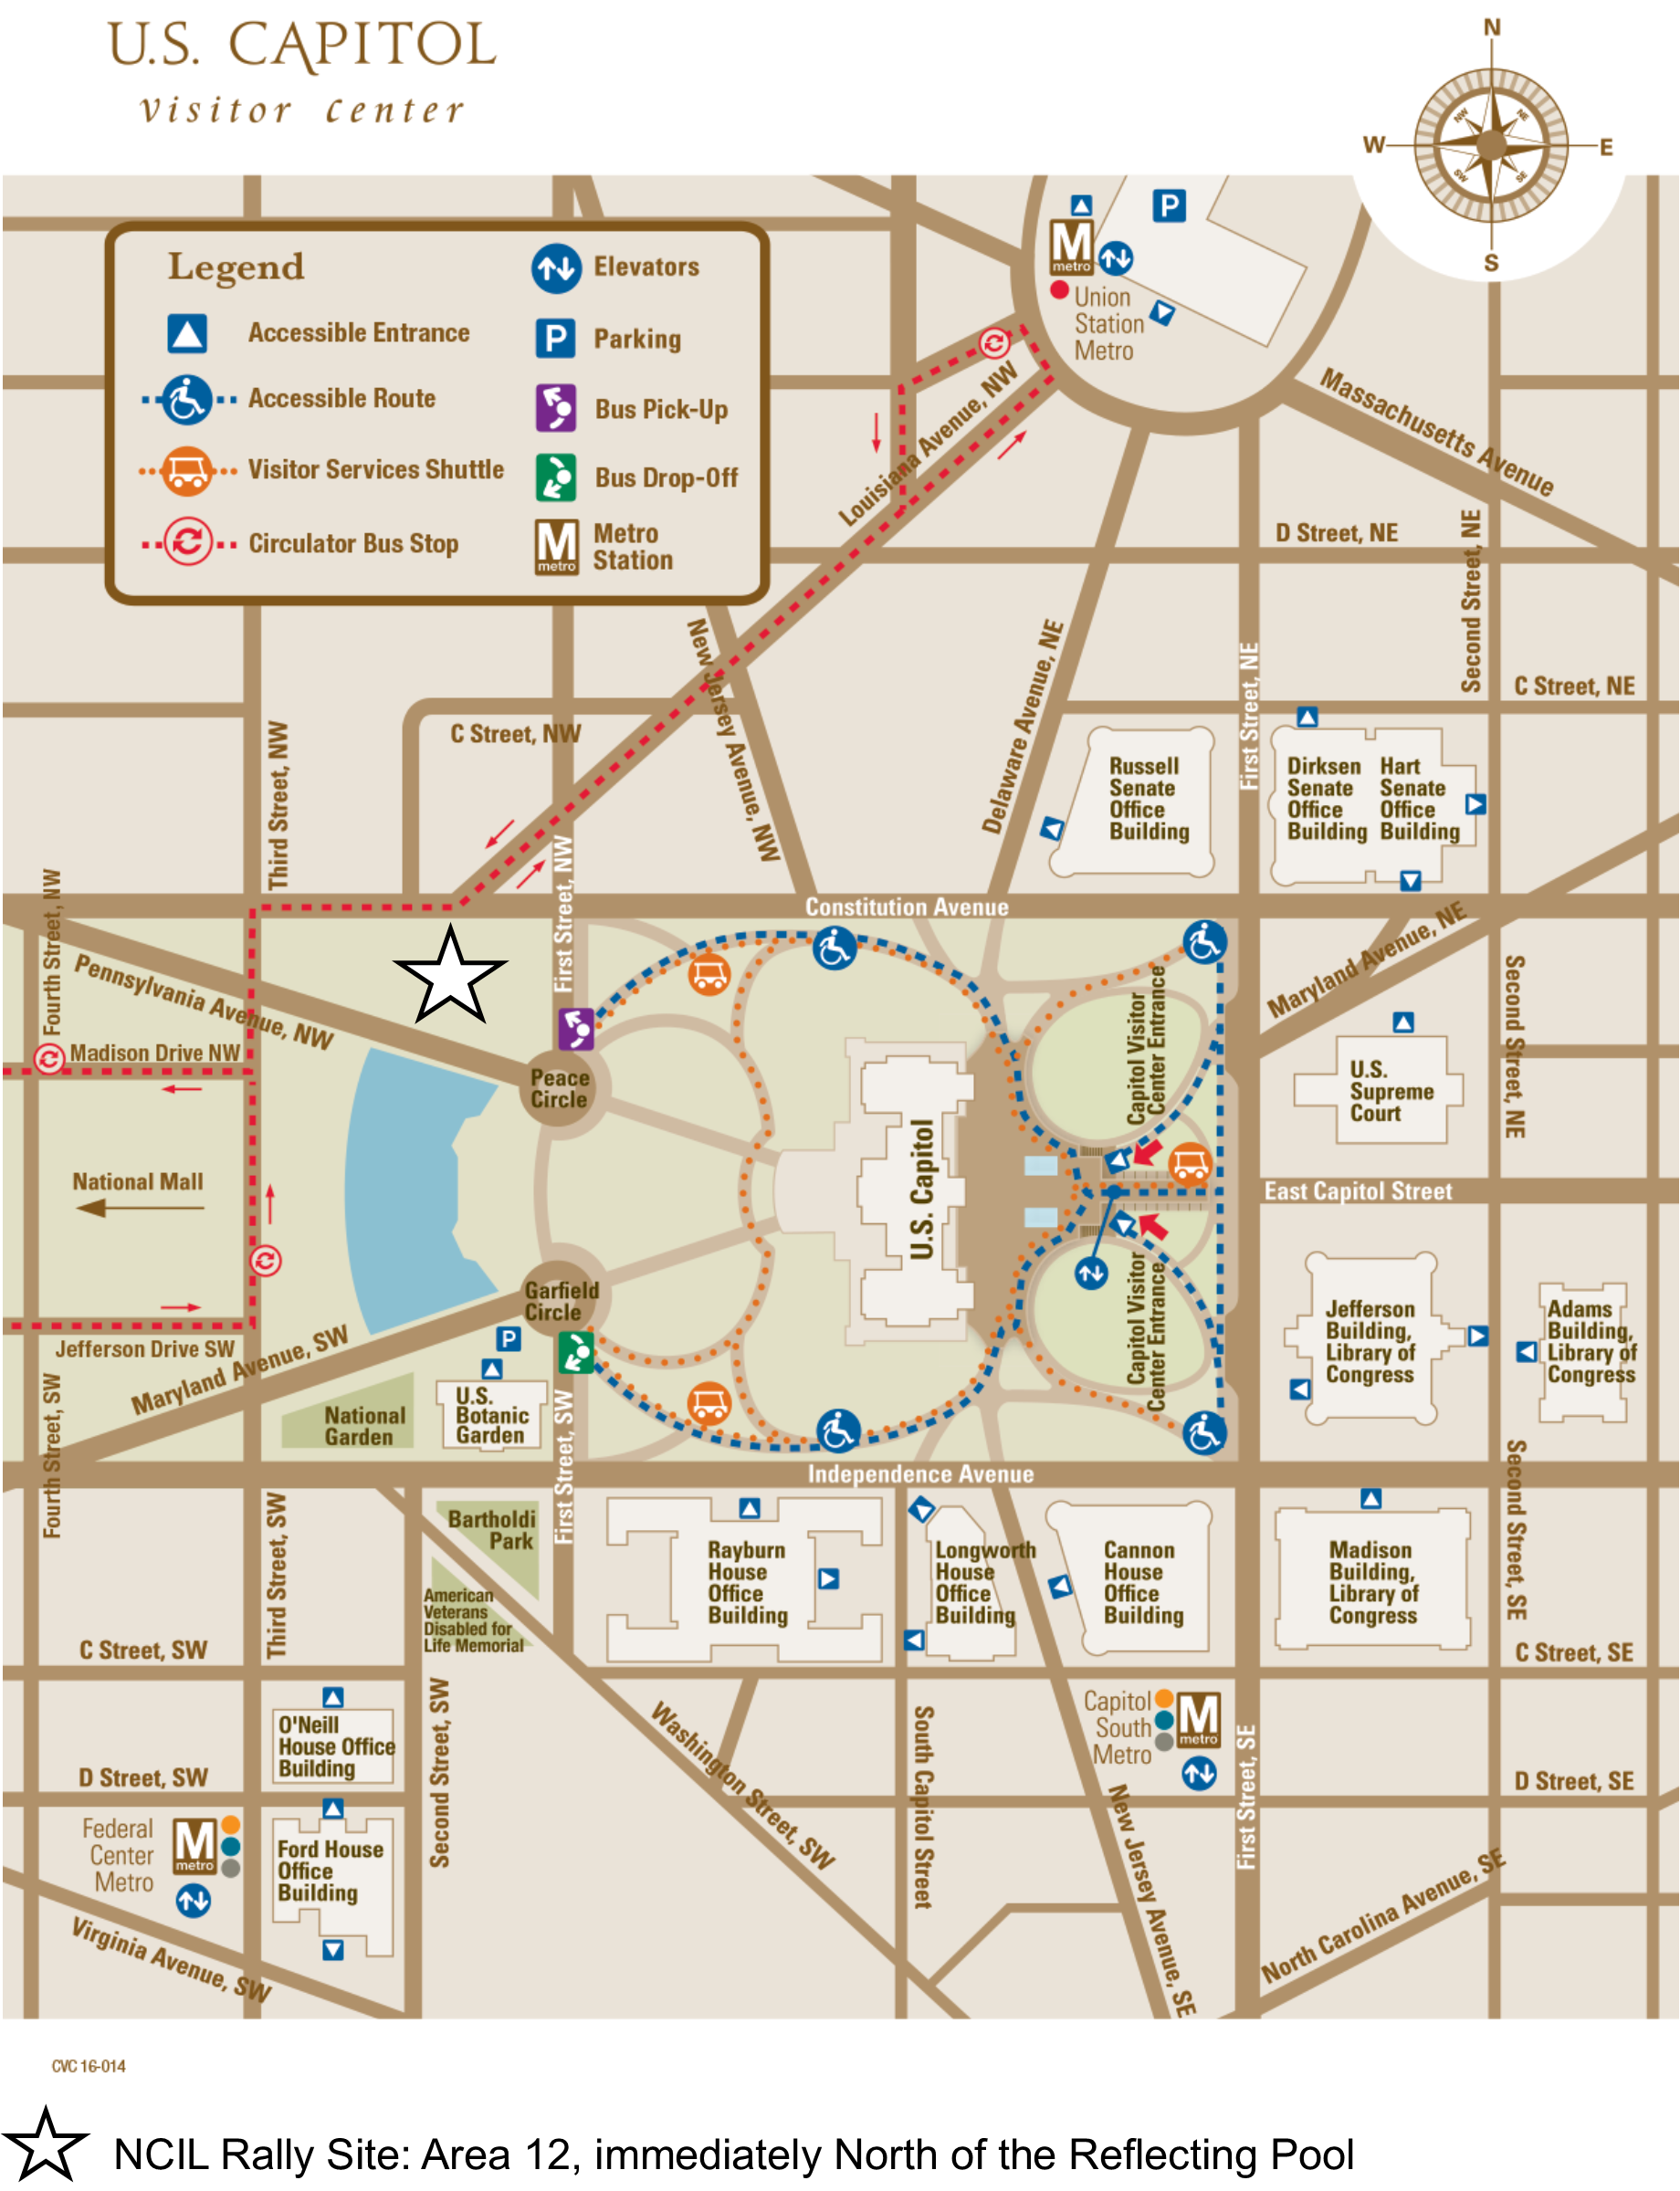 U.S. CAPITOL
Visitor Center
N
NW
NE
W
E
SW
SE
S
Legend
Accessible Entrance
Accessible Route
Visitor Services Shuttle
Circulator Bus Stop
Elevators
P
Parking
Bus Pick-Up
Bus Drop-Off
M
metro
Metro
Station
P
M
metro
Union
Station
Metro
Massachusetts Avenue
Louisiana Avenue, NW
D Street, NE
Second Street, NE
New Jersey Avenue, NW
Delaware Avenue, NE
First Street, NE
C Street, NE
C Street, NW
Third Street, NW
Russell
Senate
Office
Building
Dirksen
Senate
Office
Building
Hart
Senate
Office
Building
First Street, NW
Fourth Street, NW
Constitution Avenue
Maryland Avenue, NE
Pennsylvania Avenue, NW
Madison Drive NW
Peace
Circle
Capitol Visitor
Center Entrance
U.S.
Supreme
Court
Second Street, NE
National Mall
U.S. Capitol
East Capitol Street
Garfield
Circle
Capitol Visitor
Center Entrance
Jefferson
Building,
Library of
Congress
Adams
Building,
Library of
Congress
Jefferson Drive SW
P
Maryland Avenue, SW
Fourth Street, SW
National
Garden
U.S.
Botanic
Garden
First Street, SW
Independence Avenue
Second Street, SE
Third Street, SW
Bartholdi
Park
American
Veterans
Disabled for
Life Memorial
Rayburn
House
Office
Building
Longworth
House
Office
Building
Cannon
House
Office
Building
Madison
Building,
Library of
Congress
C Street, SW
C Street, SE
Second Street, SW
O'Neill
House Office
Building
Washington Street, SW
South Capitol Street
Capitol
South
Metro
M
metro
First Street, SE
New Jersey Avenue, SE
D Street, SW
D Street, SE
Federal
Center
Metro
M
metro
Ford House
Office
Building
Virginia Avenue, SW
North Carolina Avenue, SE
CVC 16-014
NCIL Rally Site: Area 12, immediately North of the Reflecting Pool